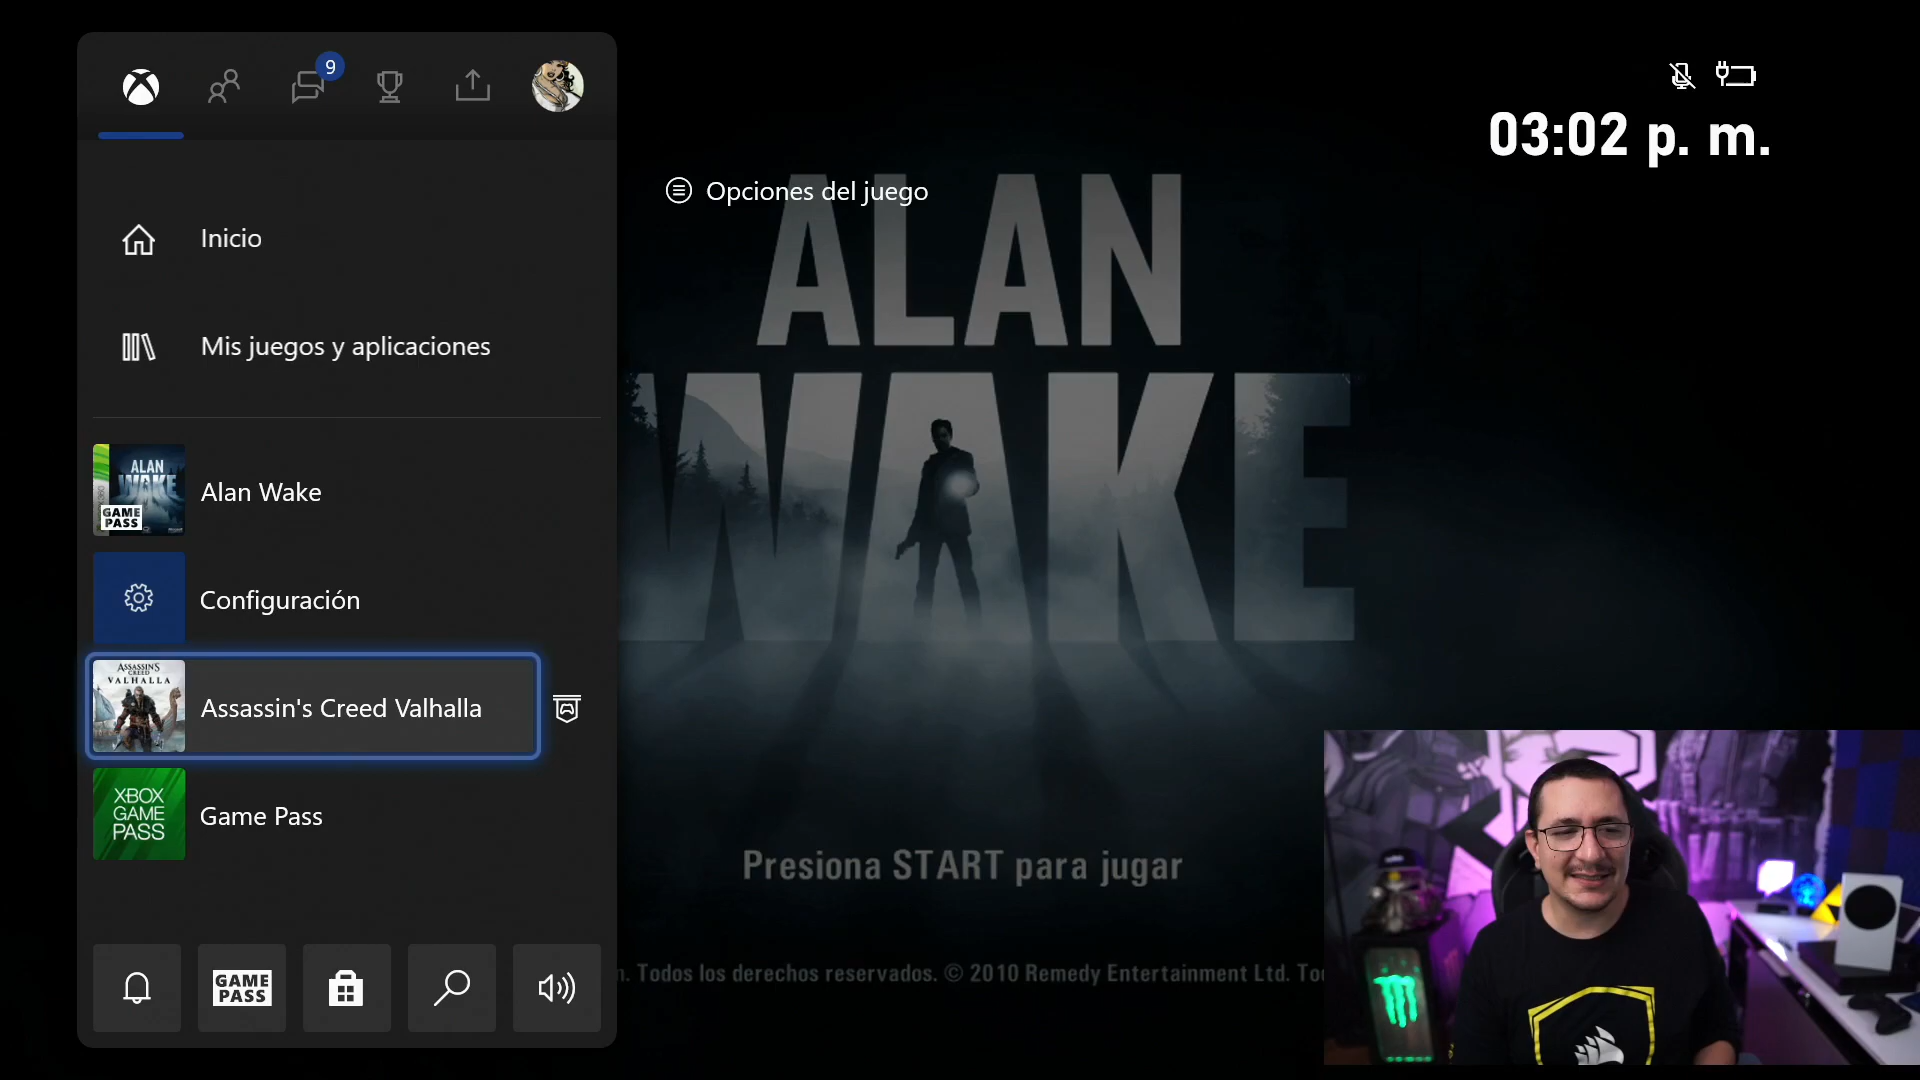 9
03:02 p. m.
Opciones del juego
Inicio
Mis juegos y aplicaciones
ALAN
WAKE
ALAN
WAKE
GAME
PASS
Alan Wake
Configuración
ASSASSIN'S
CREED
VALHALLA
Assassin's Creed Valhalla
XBOX
GAME
PASS
Game Pass
Presiona START para jugar
GAME
PASS
n. Todos los derechos reservados. © 2010 Remedy Entertainment Ltd. To